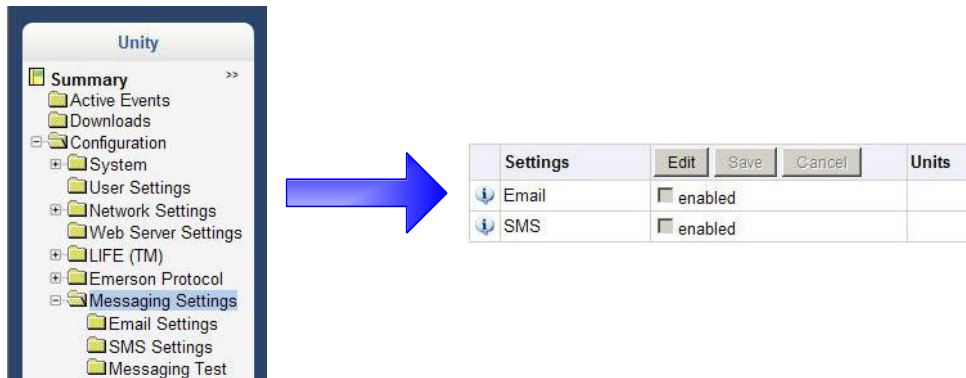 Unity
Summary >>
Active Events
Downloads
Configuration
System
User Settings
Network Settings
Web Server Settings
LIFE (TM)
Emerson Protocol
Messaging Settings
Email Settings
SMS Settings
Messaging Test
Settings Edit Save Cancel Units
Email enabled
SMS enabled